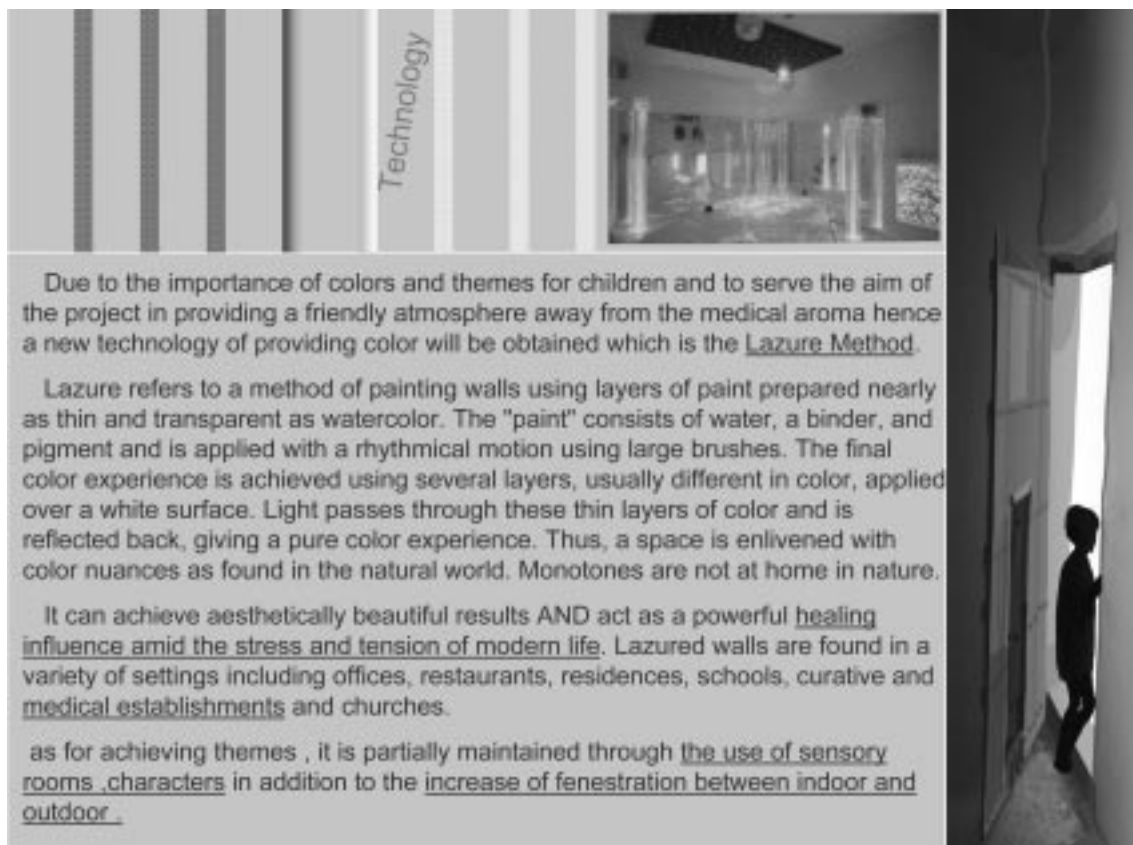 Technology
Due to the importance of colors and themes for children and to serve the aim of
the project in providing a friendly atmosphere away from the medical aroma hence
a new technology of providing color will be obtained which is the Lazure Method.
Lazure refers to a method of painting walls using layers of paint prepared nearly
as thin and transparent as watercolor. The "paint" consists of water, a binder, and
pigment and is applied with a rhythmical motion using large brushes. The final
color experience is achieved using several layers, usually different in color, applied
over a white surface. Light passes through these thin layers of color and is
reflected back, giving a pure color experience. Thus, a space is enlivened with
color nuances as found in the natural world. Monotones are not at home in nature.
It can achieve aesthetically beautiful results AND act as a powerful healing
influence amid the stress and tension of modern life. Lazured walls are found in a
variety of settings including offices, restaurants, residences, schools, curative and
medical establishments and churches.
as for achieving themes , it is partially maintained through the use of sensory
rooms ,characters in addition to the increase of fenestration between indoor and
outdoor .